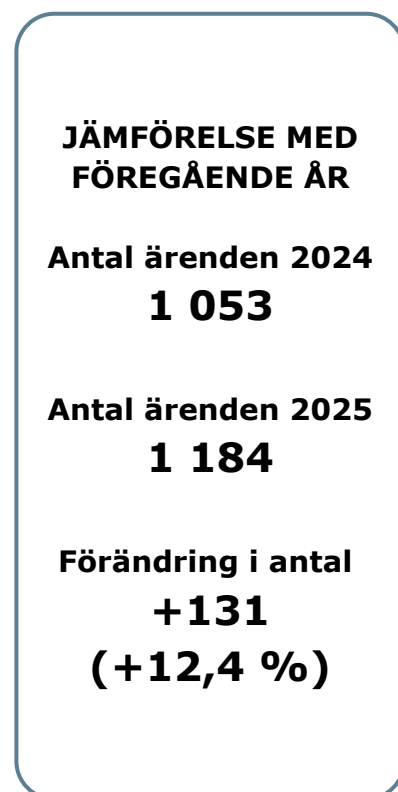 JÄMFÖRELSE MED
FÖREGÅENDE ÅR
Antal ärenden 2024
1 053
Antal ärenden 2025
1 184
Förändring i antal
+131
(+12,4 %)